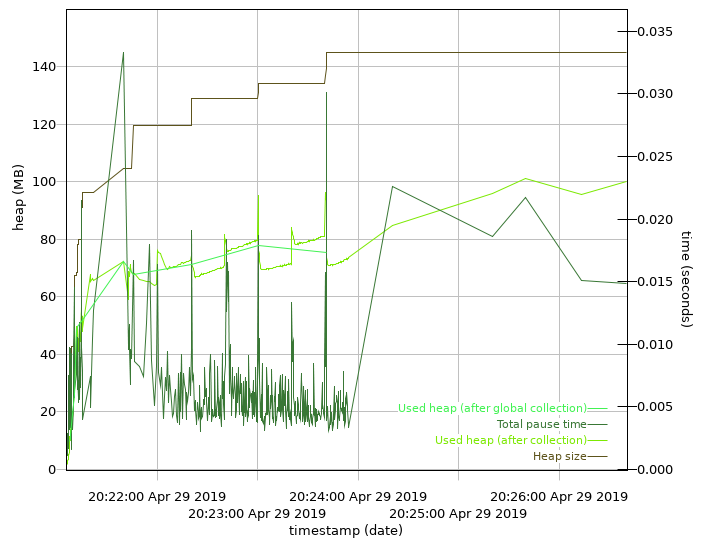 0.035
140
0.030
120
0.025
100
0.020
80
0.015
60
0.010
40
0.005
20
0.000
0
heap (MB)
time (seconds)
Used heap (after global collection)
Total pause time
Used heap (after collection)
Heap size
20:22:00 Apr 29 2019
20:24:00 Apr 29 2019
20:26:00 Apr 29 2019
20:23:00 Apr 29 2019
20:25:00 Apr 29 2019
timestamp (date)